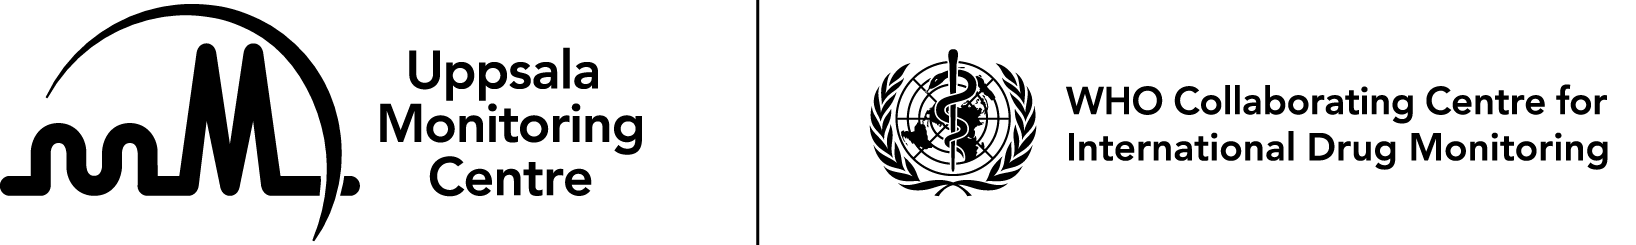 Uppsala
Monitoring
Centre
WHO Collaborating Centre for
International Drug Monitoring